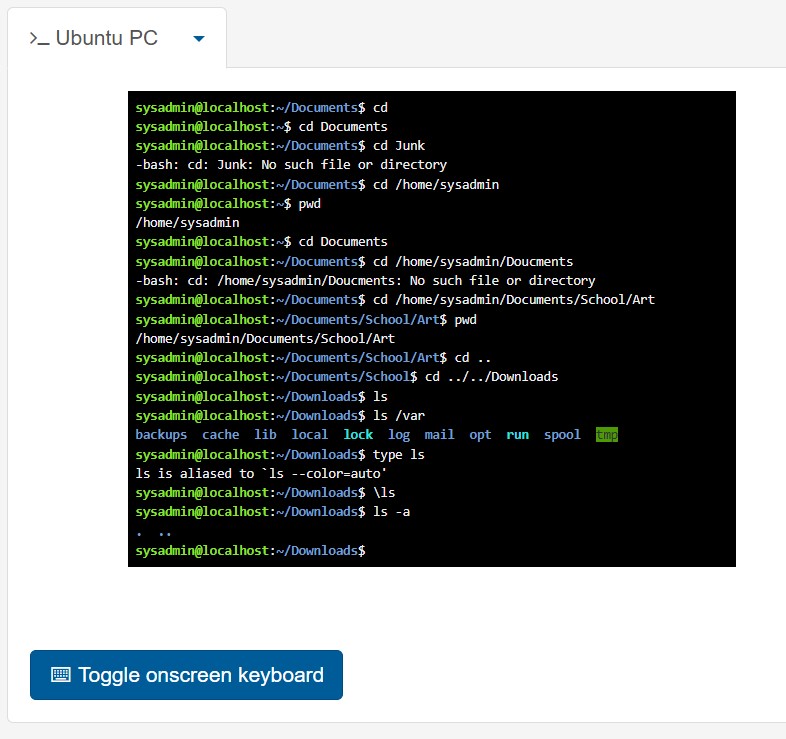 >_ Ubuntu PC
sysadmin@localhost:~/Documents$ cd
sysadmin@localhost:~$ cd Documents
sysadmin@localhost:~/Documents$ cd Junk
-bash: cd: Junk: No such file or directory
sysadmin@localhost:~/Documents$ cd /home/sysadmin
sysadmin@localhost:~$ pwd
/home/sysadmin
sysadmin@localhost:~$ cd Documents
sysadmin@localhost:~/Documents$ cd /home/sysadmin/Doucments
-bash: cd: /home/sysadmin/Doucments: No such file or directory
sysadmin@localhost:~/Documents$ cd /home/sysadmin/Documents/School/Art
sysadmin@localhost:~/Documents/School/Art$ pwd
/home/sysadmin/Documents/School/Art
sysadmin@localhost:~/Documents/School/Art$ cd ..
sysadmin@localhost:~/Documents/School$ cd ../../Downloads
sysadmin@localhost:~/Downloads$ ls
sysadmin@localhost:~/Downloads$ ls /var
backups  cache  lib  local  lock  log  mail  opt  run  spool  tmp
sysadmin@localhost:~/Downloads$ type ls
ls is aliased to `ls --color=auto'
sysadmin@localhost:~/Downloads$ \ls
sysadmin@localhost:~/Downloads$ ls -a
.  ..
sysadmin@localhost:~/Downloads$
Toggle onscreen keyboard